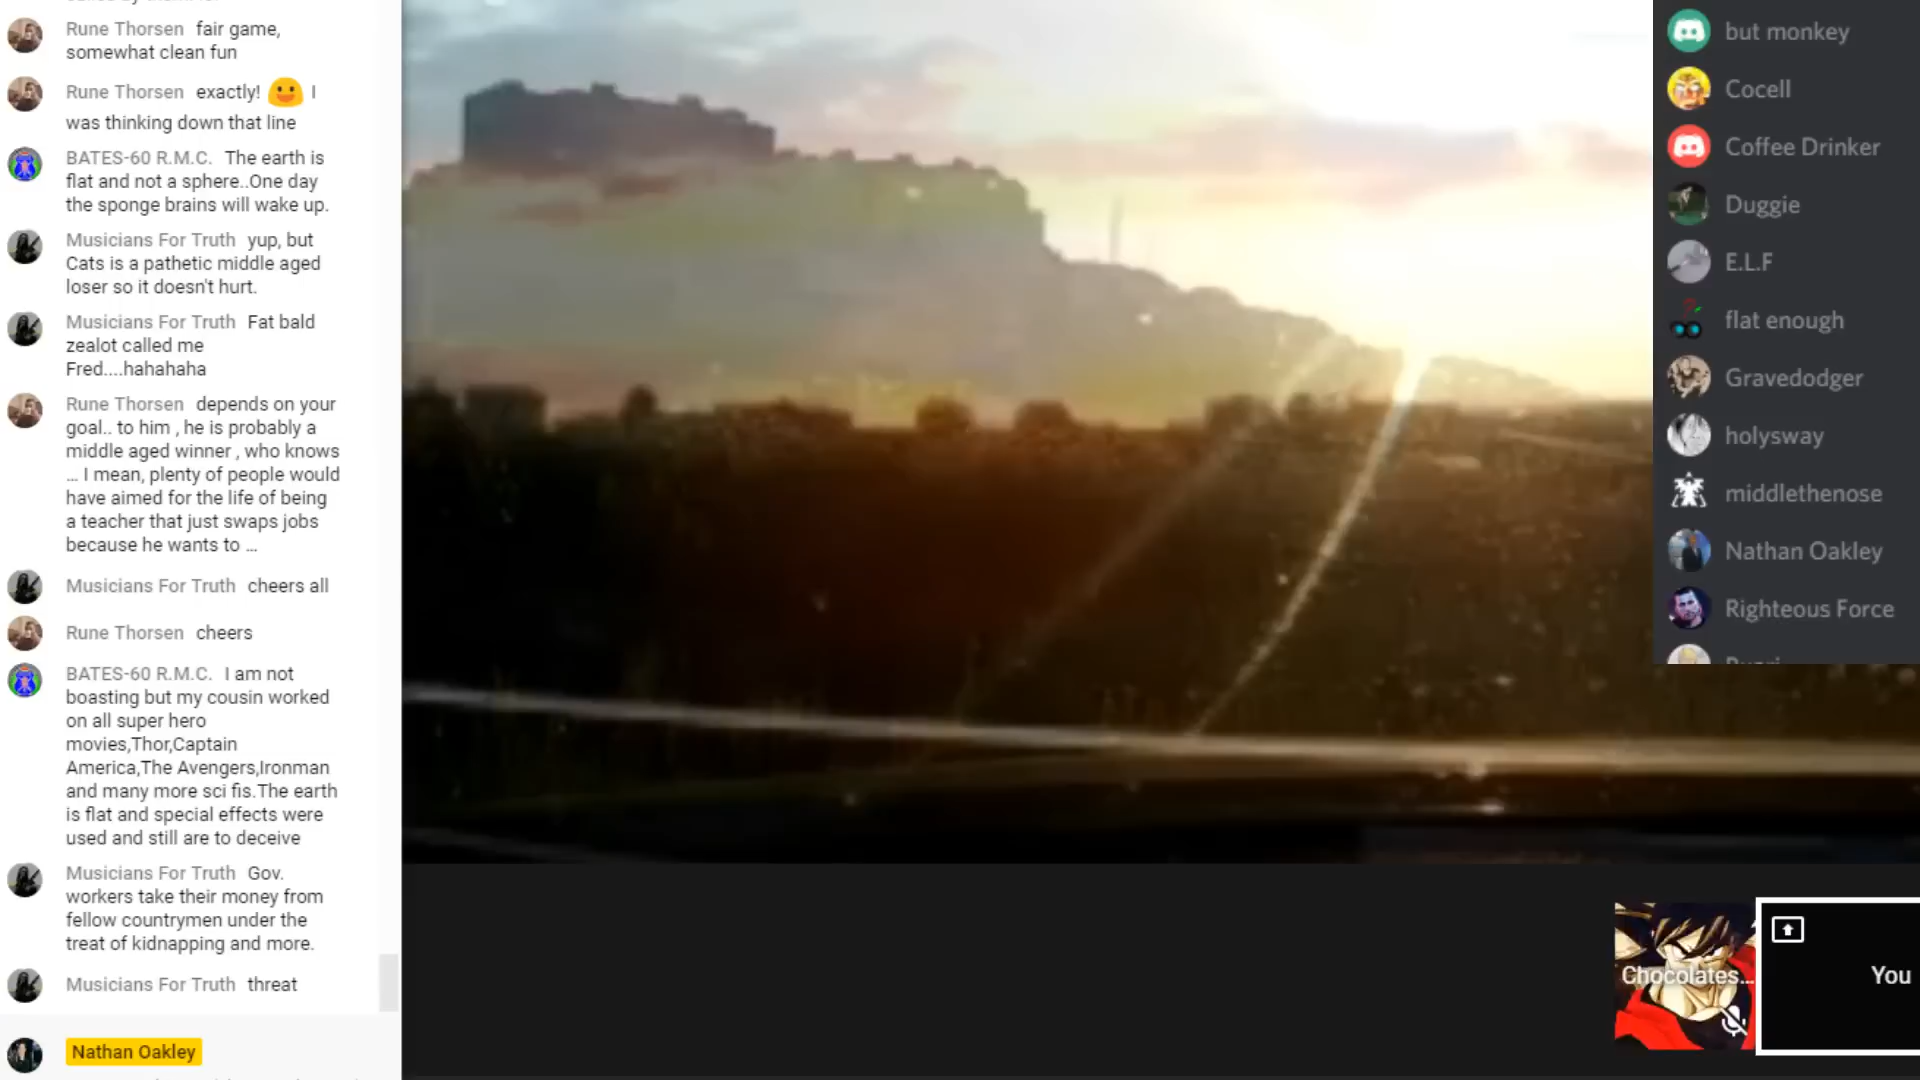 Rune Thorsen fair game,
somewhat clean fun
Rune Thorsen exactly! I
was thinking down that line
BATES-60 R.M.C. The earth is
flat and not a sphere..One day
the sponge brains will wake up.
Musicians For Truth yup, but
Cats is a pathetic middle aged
loser so it doesn't hurt.
Musicians For Truth Fat bald
zealot called me
Fred....hahahaha
Rune Thorsen depends on your
goal.. to him , he is probably a
middle aged winner , who knows
... I mean, plenty of people would
have aimed for the life of being
a teacher that just swaps jobs
because he wants to ...
Musicians For Truth cheers all
Rune Thorsen cheers
BATES-60 R.M.C. I am not
boasting but my cousin worked
on all super hero
movies,Thor,Captain
America,The Avengers,Ironman
and many more sci fis.The earth
is flat and special effects were
used and still are to deceive
Musicians For Truth Gov.
workers take their money from
fellow countrymen under the
treat of kidnapping and more.
Musicians For Truth threat
Nathan Oakley
but monkey
Cocell
Coffee Drinker
Duggie
E.L.F
flat enough
Gravedodger
holysway
middlethenose
Nathan Oakley
Righteous Force
Chocolates...
You